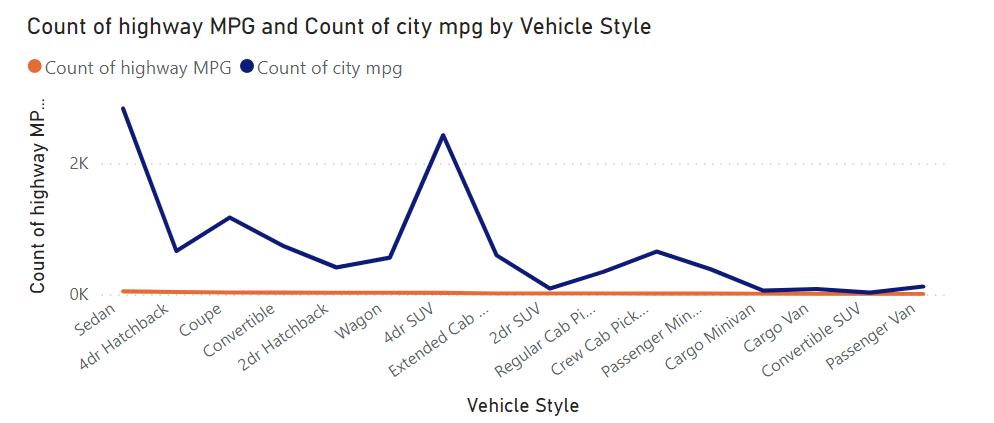 Count of highway MPG and Count of city mpg by Vehicle Style
Count of highway MPG Count of city mpg
Count of highway MP...
2K
0K
Sedan
4dr Hatchback
Coupe
Convertible
2dr Hatchback
Wagon
4dr SUV
Extended Cab ...
2dr SUV
Regular Cab Pi...
Crew Cab Pick...
Passenger Min...
Cargo Minivan
Cargo Van
Convertible SUV
Passenger Van
Vehicle Style